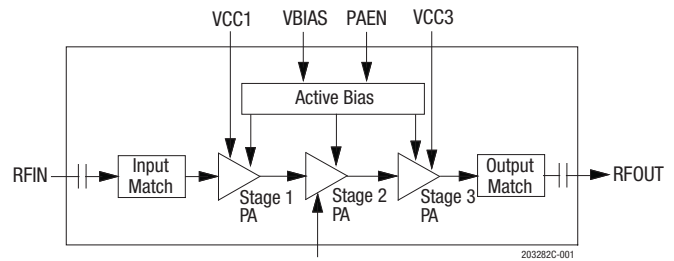 VCC1 VBIAS PAEN VCC3
Active Bias
RFIN
Input
Match
Stage 1
PA
Stage 2
PA
Stage 3
PA
Output
Match
RFOUT
203282C-001